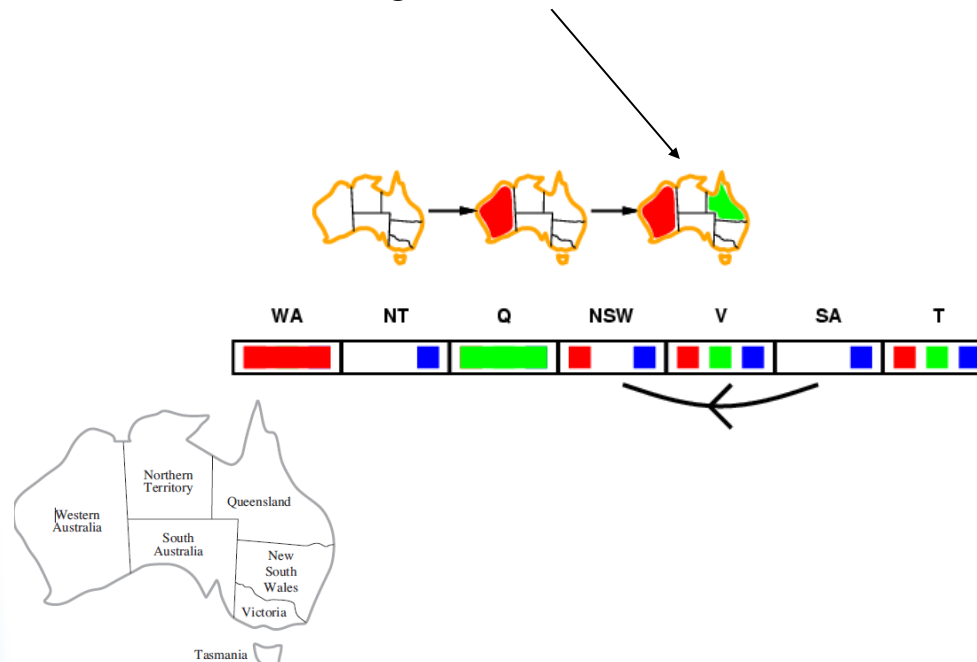 WA NT Q NSW V SA T
Northern
Territory
Western
Australia
Queensland
South
Australia
New
South
Wales
Victoria
Tasmania